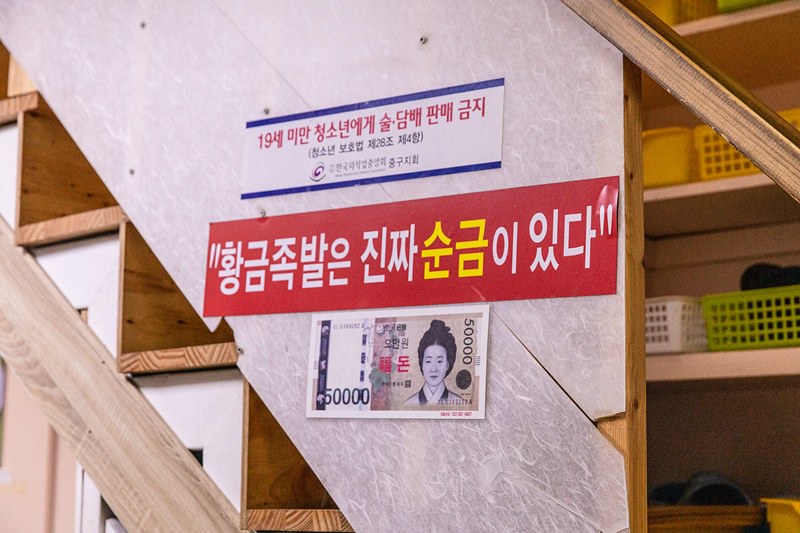 19세 미만 청소년에게 술·담배 판매 금지
(청소년 보호법 제28조 제4항)
한국외식업중앙회 중구지회
"황금족발은 진짜 순금이 있다"
50000
오만원
福 돈
50000